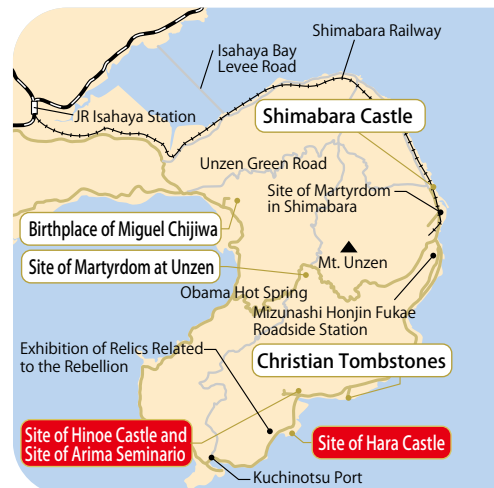 Shimabara Railway
Isahaya Bay
Levee Road
JR Isahaya Station
Shimabara Castle
Unzen Green Road
Site of Martyrdom
in Shimabara
Birthplace of Miguel Chijiwa
Site of Martyrdom at Unzen
Mt. Unzen
Obama Hot Spring
Mizunashi Honjin Fukae
Roadside Station
Exhibition of Relics Related
to the Rebellion
Christian Tombstones
Site of Hinoe Castle and
Site of Arima Seminario
Site of Hara Castle
Kuchinotsu Port